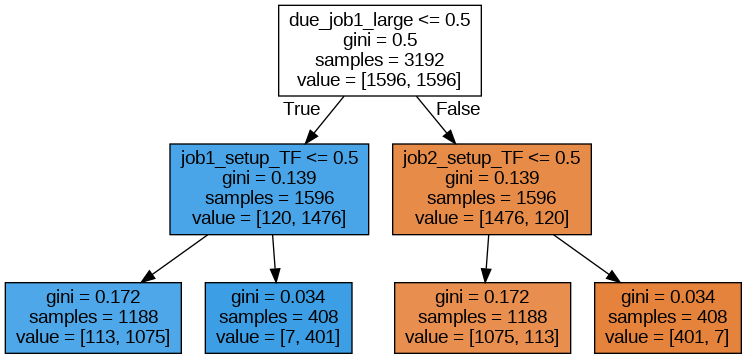 due_job1_large <= 0.5
gini = 0.5
samples = 3192
value = [1596, 1596]
True
False
job1_setup_TF <= 0.5
gini = 0.139
samples = 1596
value = [120, 1476]
job2_setup_TF <= 0.5
gini = 0.139
samples = 1596
value = [1476, 120]
gini = 0.172
samples = 1188
value = [113, 1075]
gini = 0.034
samples = 408
value = [7, 401]
gini = 0.172
samples = 1188
value = [1075, 113]
gini = 0.034
samples = 408
value = [401, 7]